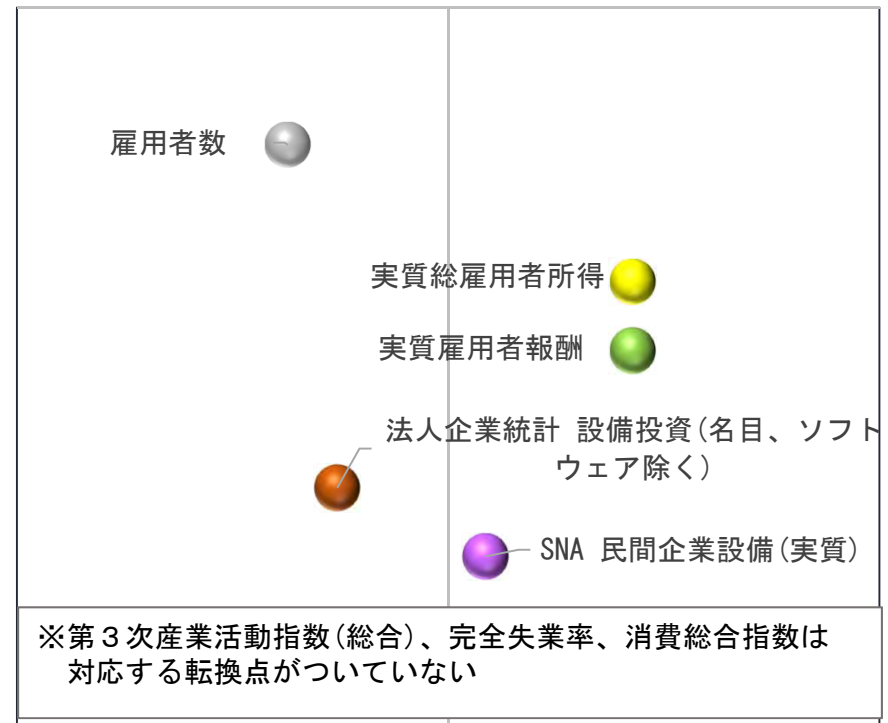 雇用者数
実質総雇用者所得
実質雇用者報酬
法人企業統計 設備投資(名目、ソフト
ウェア除く)
SNA 民間企業設備(実質)
※第３次産業活動指数(総合)、完全失業率、消費総合指数は
対応する転換点がついていない